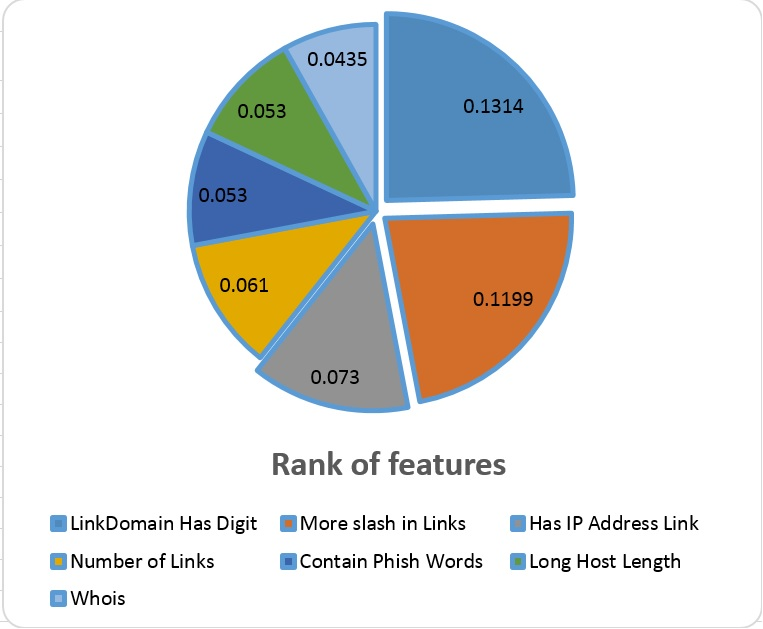 0.0435
0.1314
0.053
0.053
0.061
0.1199
0.073
Rank of features
LinkDomain Has Digit More slash in Links Has IP Address Link
Number of Links Contain Phish Words Long Host Length
Whois